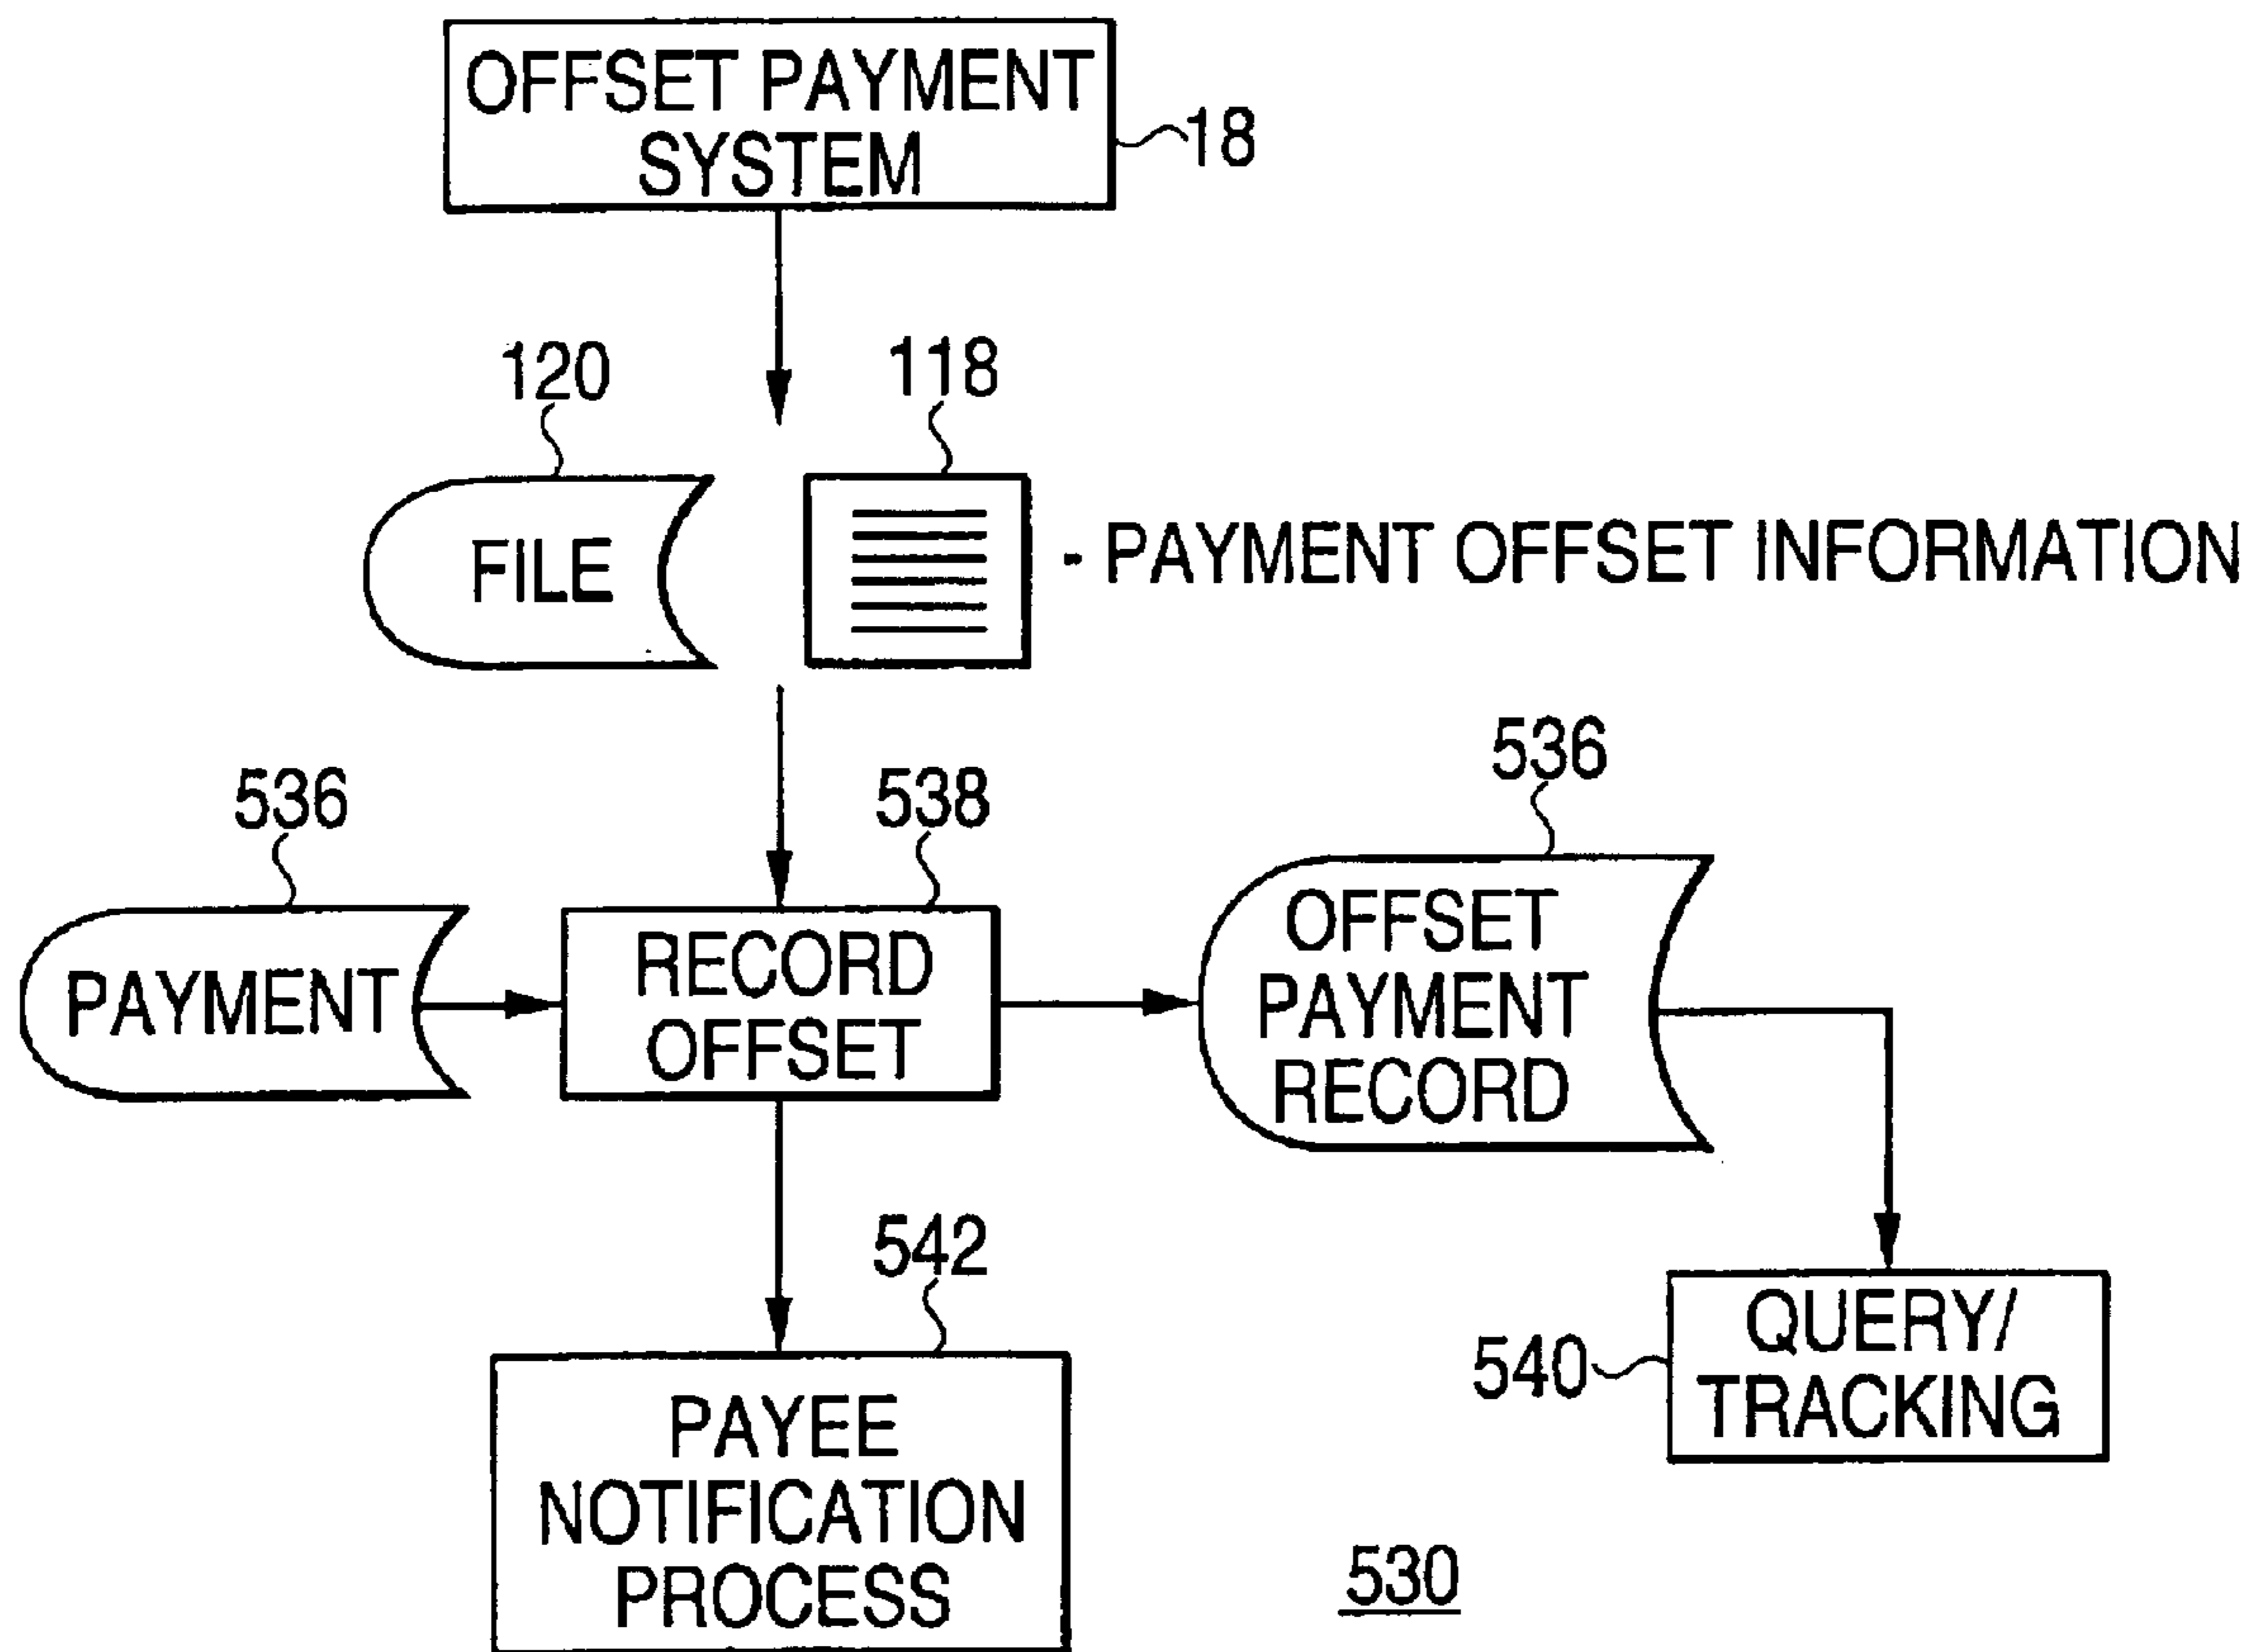 OFFSET PAYMENT
SYSTEM
18
120
118
FILE
- PAYMENT OFFSET INFORMATION
536
538
536
PAYMENT
RECORD
OFFSET
OFFSET
PAYMENT
RECORD
542
540
QUERY/
TRACKING
PAYEE
NOTIFICATION
PROCESS
530